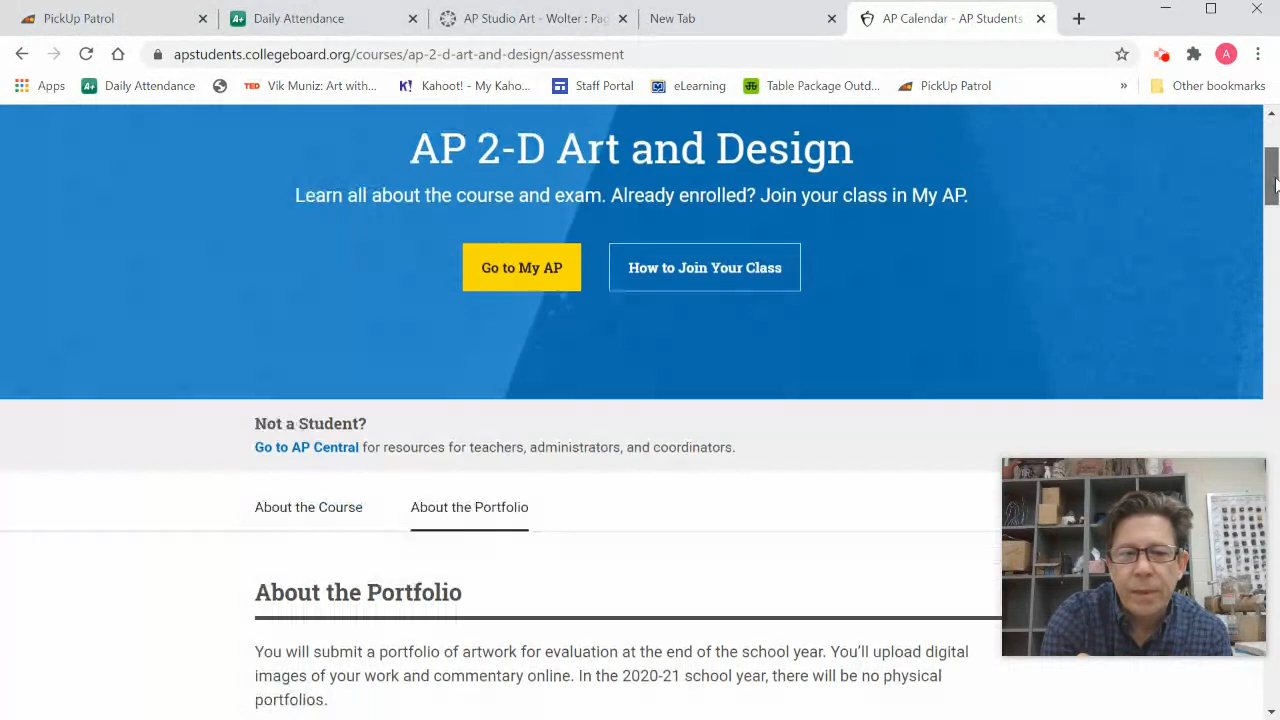 PickUp Patrol
Daily Attendance
AP Studio Art - Wolter : Pag
New Tab
AP Calendar - AP Students
apstudents.collegeboard.org/courses/ap-2-d-art-and-design/assessment
A
Apps
Daily Attendance
TED Vik Muniz: Art with...
K! Kahoot! - My Kaho...
Staff Portal
eLearning
Table Package Outd...
PickUp Patrol
»
Other bookmarks
AP 2-D Art and Design
Learn all about the course and exam. Already enrolled? Join your class in My AP.
Go to My AP
How to Join Your Class
Not a Student?
Go to AP Central for resources for teachers, administrators, and coordinators.
About the Course
About the Portfolio
About the Portfolio
You will submit a portfolio of artwork for evaluation at the end of the school year. You’ll upload digital
images of your work and commentary online. In the 2020-21 school year, there will be no physical
portfolios.